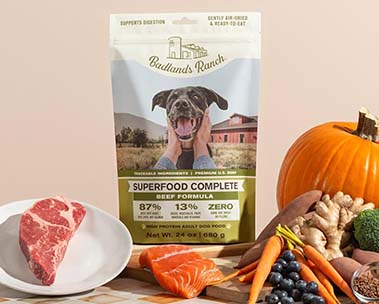 SUPPORTS DIGESTION
GENTLY AIR-DRIED
& READY-TO-EAT
Badlands Ranch
TRACEABLE INGREDIENTS | PREMIUM U.S. BEEF
SUPERFOOD COMPLETE
BEEF FORMULA
87% 13% ZERO
HIGH PROTEIN ADULT DOG FOOD
Net Wt. 24 oz | 680 g